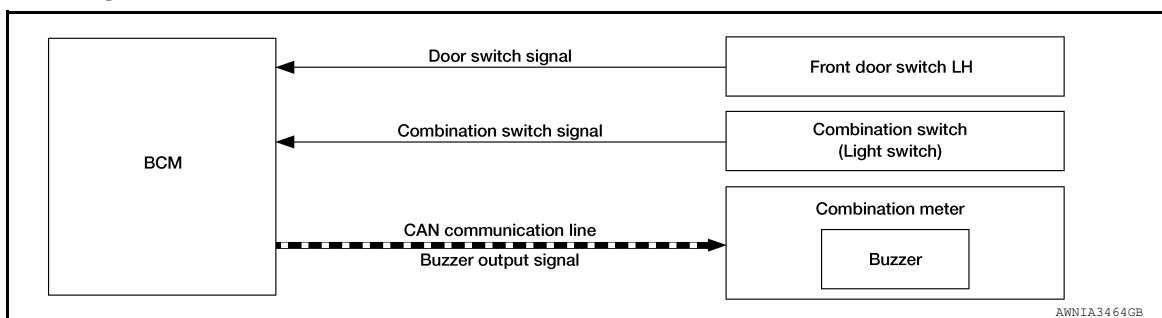 Door switch signal
Front door switch LH
Combination switch signal
Combination switch
(Light switch)
BCM
Combination meter
CAN communication line
Buzzer output signal
Buzzer
AWNIA3464GB